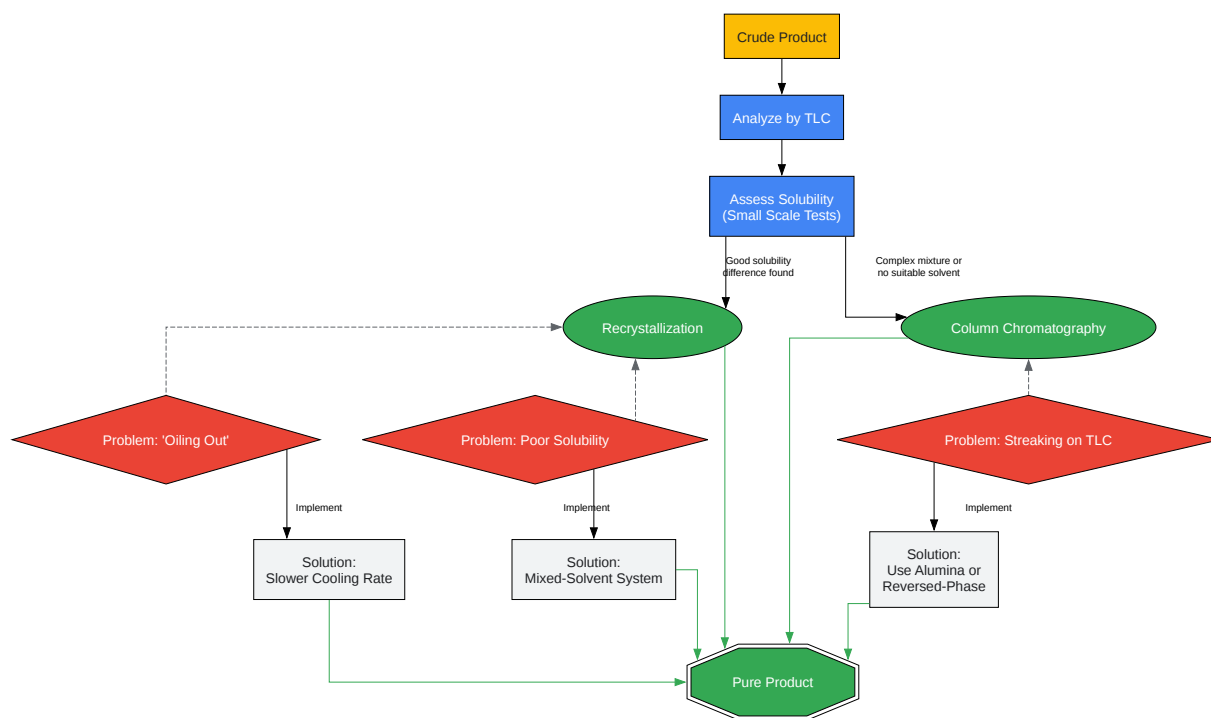 Crude Product
Analyze by TLC
Assess Solubility
(Small Scale Tests)
Good solubility
difference found
Complex mixture or
no suitable solvent
Recrystallization
Column Chromatography
Problem: 'Oiling Out'
Problem: Poor Solubility
Problem: Streaking on TLC
Implement
Implement
Implement
Solution:
Slower Cooling Rate
Solution:
Mixed-Solvent System
Solution:
Use Alumina or
Reversed-Phase
Pure Product